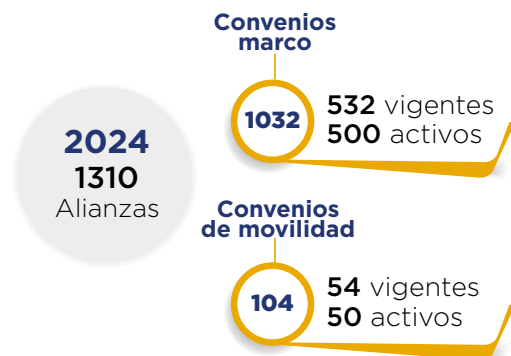 2024
1310
Alianzas
Convenios
marco
1032
532 vigentes
500 activos
Convenios
de movilidad
104
54 vigentes
50 activos